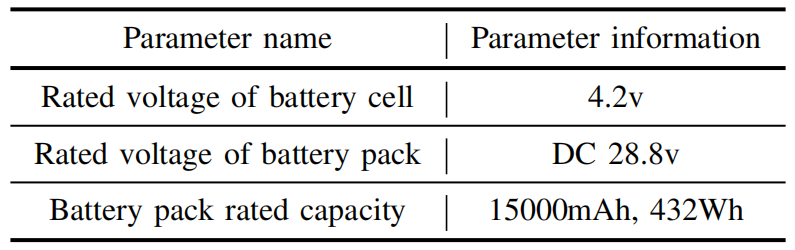 Parameter name Parameter information
Rated voltage of battery cell 4.2v
Rated voltage of battery pack DC 28.8v
Battery pack rated capacity 15000mAh, 432Wh